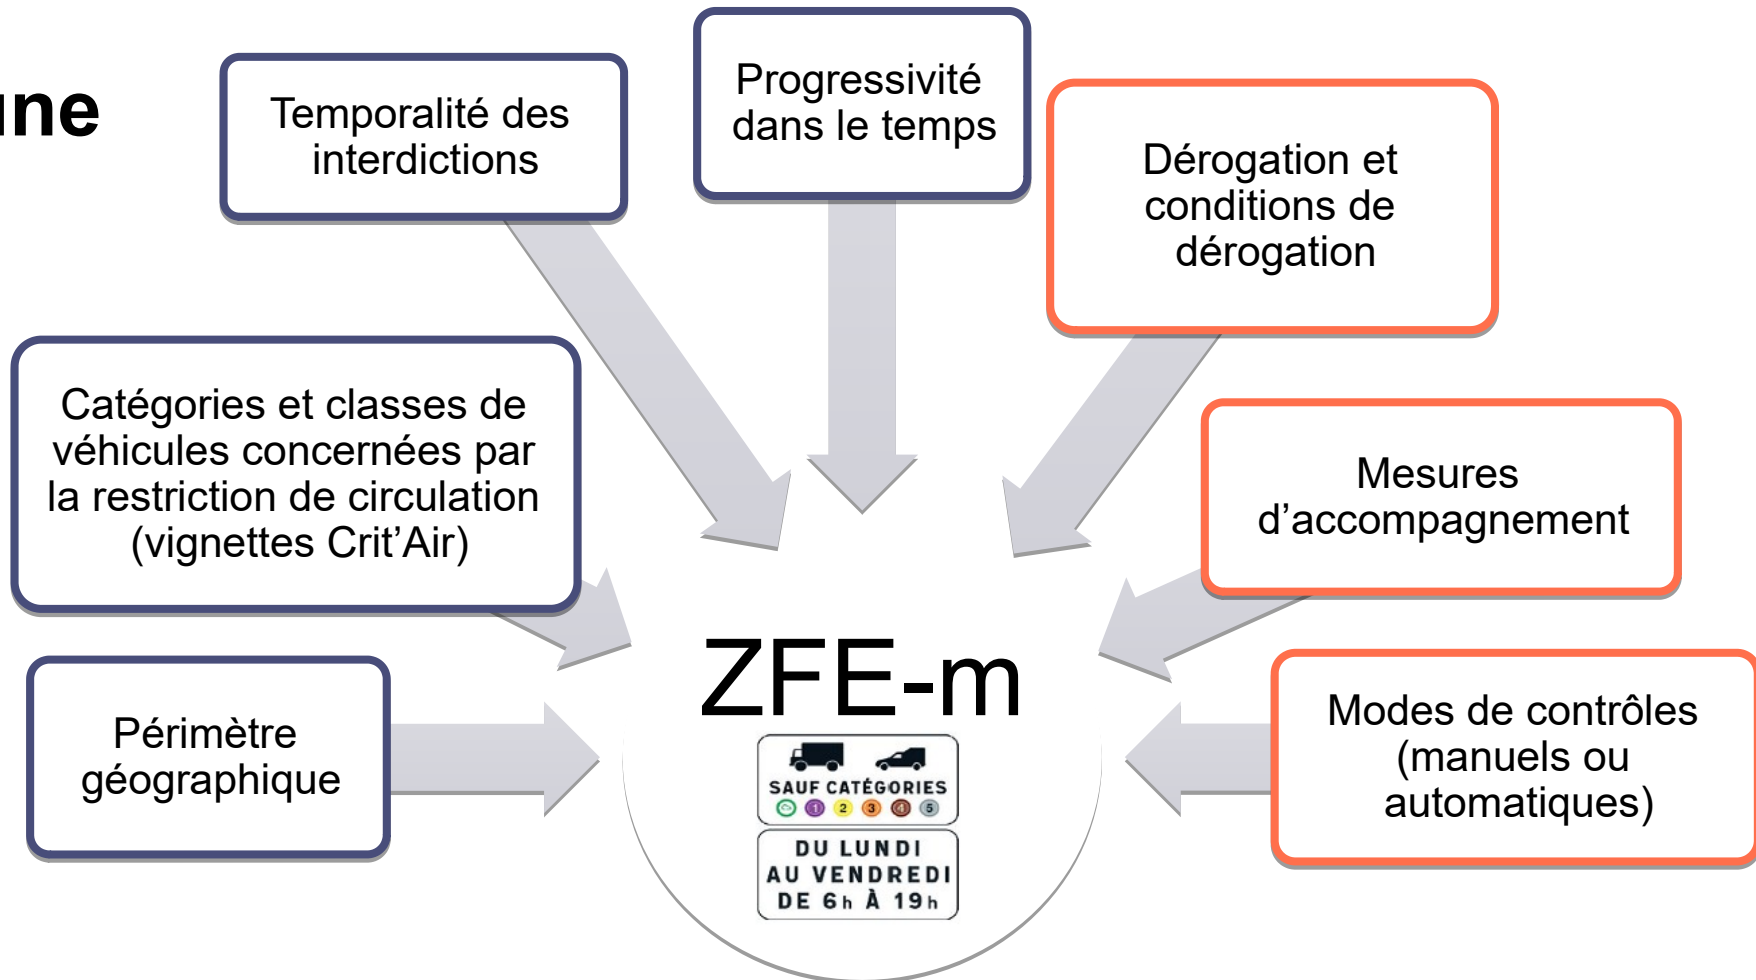 une
Temporalité des
interdictions
Progressivité
dans le temps
Dérogation et
conditions de
dérogation
Catégories et classes de
véhicules concernées par
la restriction de circulation
(vignettes Crit’Air)
Mesures
d’accompagnement
Périmètre
géographique
ZFE-m
Modes de contrôles
(manuels ou
automatiques)
SAUF CATÉGORIES
1 2 3 4 5
DU LUNDI
AU VENDREDI
DE 6h À 19h